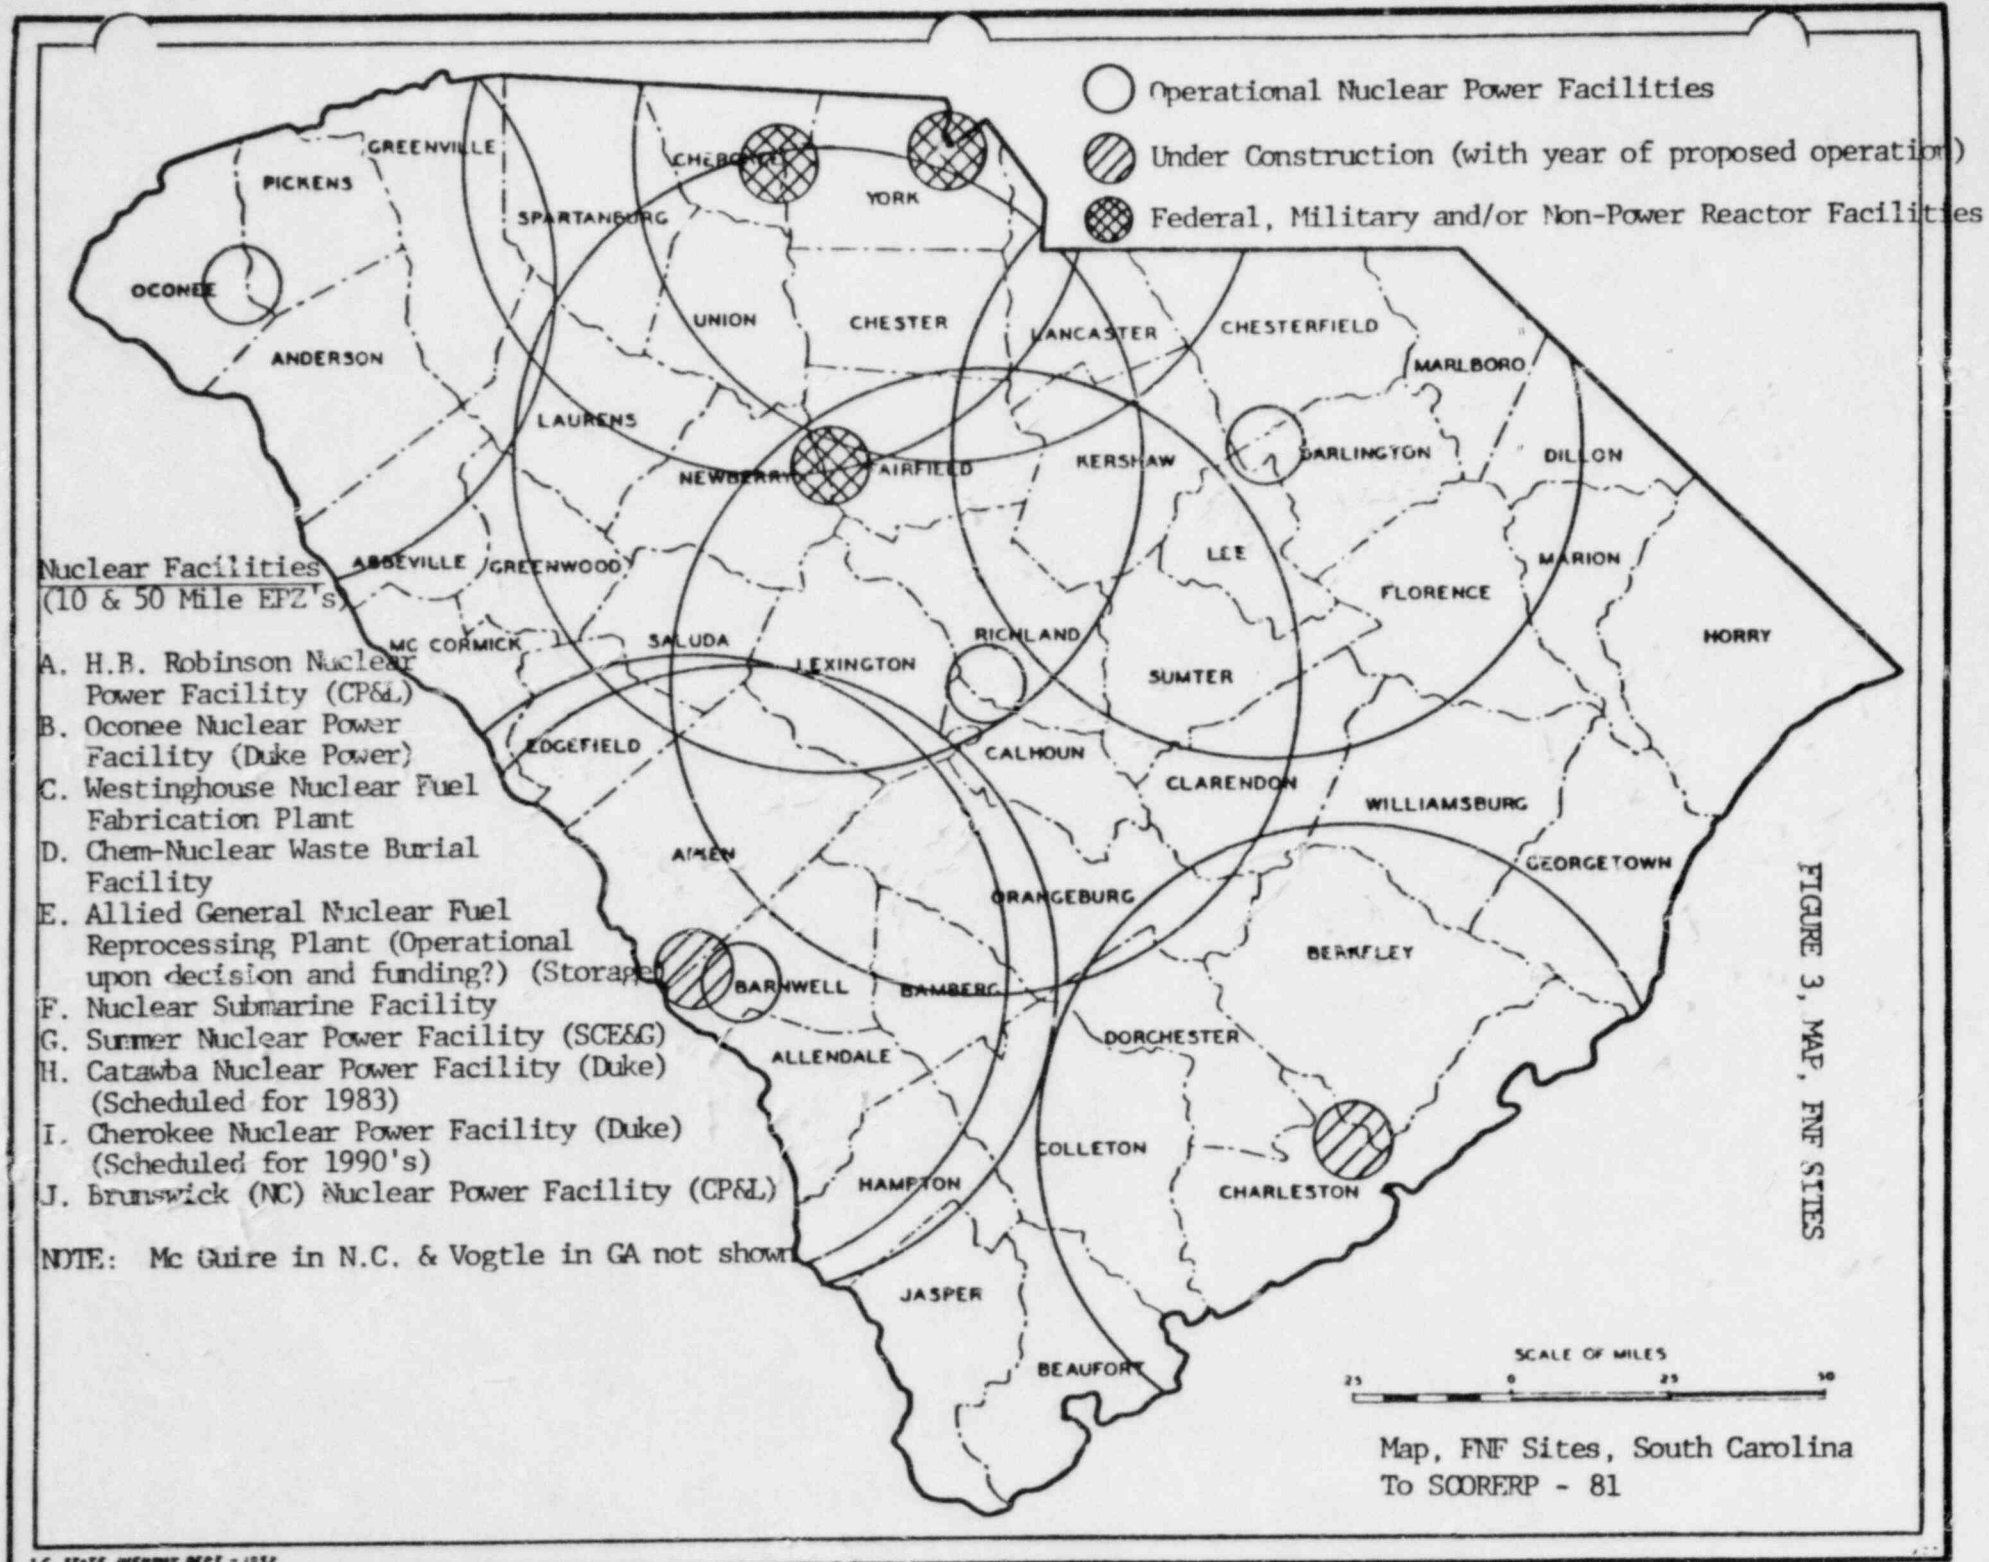 Operational Nuclear Power Facilities
Under Construction (with year of proposed operation)
Federal, Military and/or Non-Power Reactor Facilities
GREENVILLE
PICKENS
CHEROKEE
YORK
SPARTANBURG
OCONEE
UNION
CHESTER
LANCASTER
CHESTERFIELD
ANDERSON
MARLBORO
LAURENS
NEWBERRY
FAIRFIELD
KERSHAW
DARLINGTON
DILLON
ABBEVILLE
GREENWOOD
LEE
MARION
FLORENCE
MC CORMICK
SALUDA
LEXINGTON
RICHLAND
SUMTER
HORRY
EDGEFIELD
CALHOUN
CLARENDON
WILLIAMSBURG
AIKEN
ORANGEBURG
GEORGETOWN
BERKELEY
BARNWELL
BAMBERG
DORCHESTER
ALLENDALE
COLLETON
HAMPTON
CHARLESTON
JASPER
BEAUFORT
Nuclear Facilities
(10 & 50 Mile EPZ's)
A. H.B. Robinson Nuclear
Power Facility (CP&L)
B. Oconee Nuclear Power
Facility (Duke Power)
C. Westinghouse Nuclear Fuel
Fabrication Plant
D. Chem-Nuclear Waste Burial
Facility
E. Allied General Nuclear Fuel
Reprocessing Plant (Operational
upon decision and funding?) (Storage)
F. Nuclear Submarine Facility
G. Summer Nuclear Power Facility (SCE&G)
H. Catawba Nuclear Power Facility (Duke)
(Scheduled for 1983)
I. Cherokee Nuclear Power Facility (Duke)
(Scheduled for 1990's)
J. Brunswick (NC) Nuclear Power Facility (CP&L)
NOTE: Mc Guire in N.C. & Vogtle in GA not shown
FIGURE 3, MAP, FNF SITES
SCALE OF MILES
25 0 25 50
Map, FNF Sites, South Carolina
To SCORERP - 81